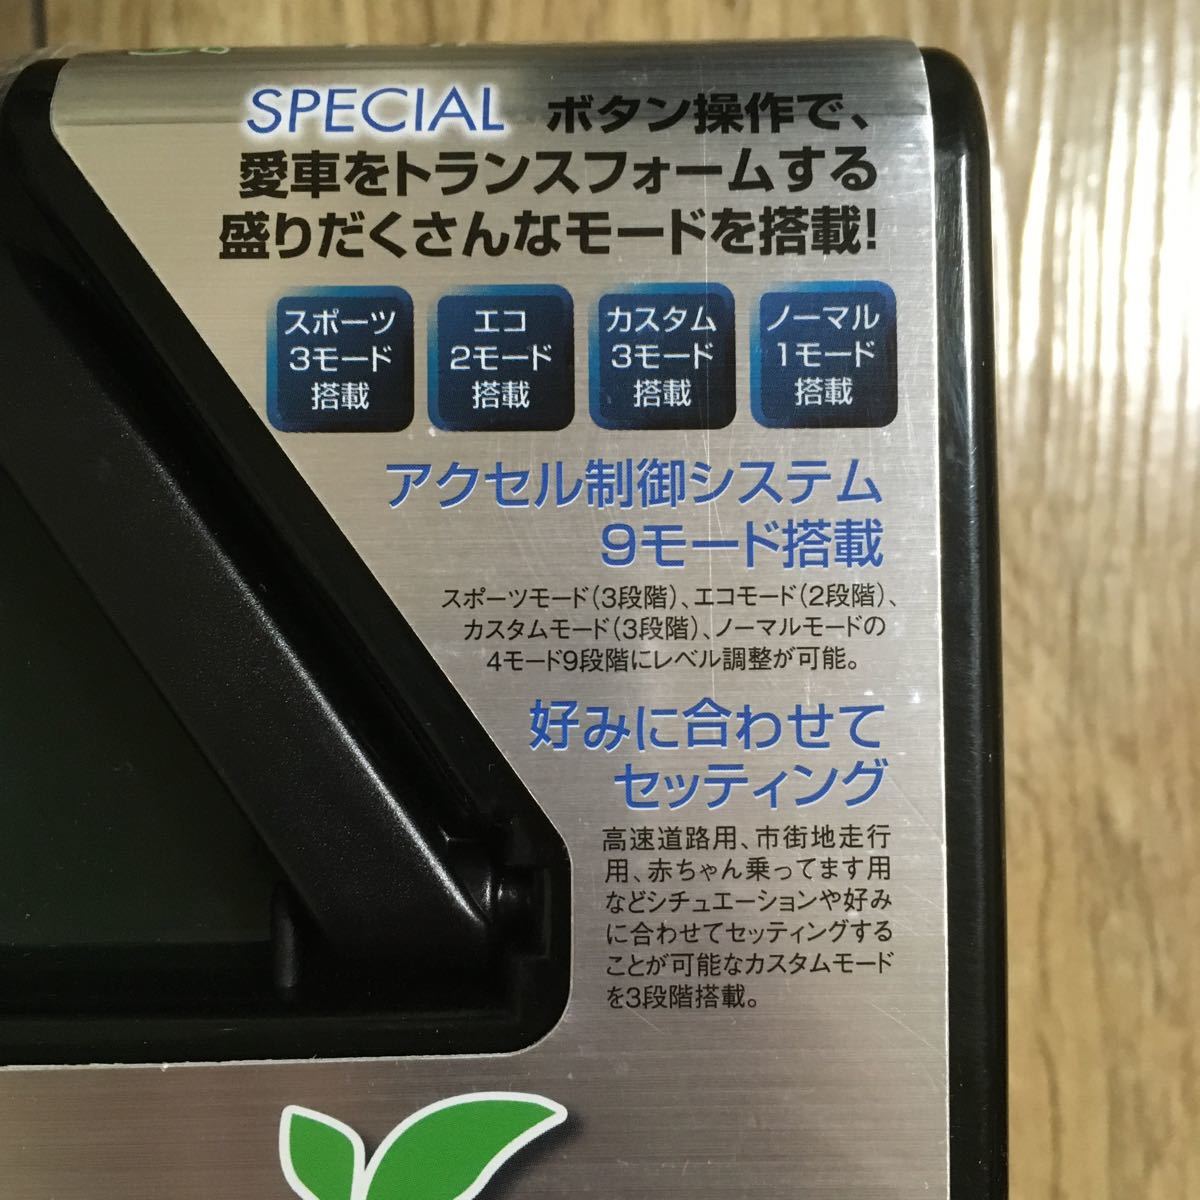 SPECIAL ボタン操作で、
愛車をトランスフォームする
盛りだくさんなモードを搭載!
スポーツ
3モード
搭載
エコ
2モード
搭載
カスタム
3モード
搭載
ノーマル
1モード
搭載
アクセル制御システム
9モード搭載
スポーツモード(3段階)、エコモード(2段階)、
カスタムモード(3段階)、ノーマルモードの
4モード9段階にレベル調整が可能。
好みに合わせて
セッティング
高速道路用、市街地走行
用、赤ちゃん乗ってます用
などシチュエーションや好み
に合わせてセッティングする
ことが可能なカスタムモード
を3段階搭載。